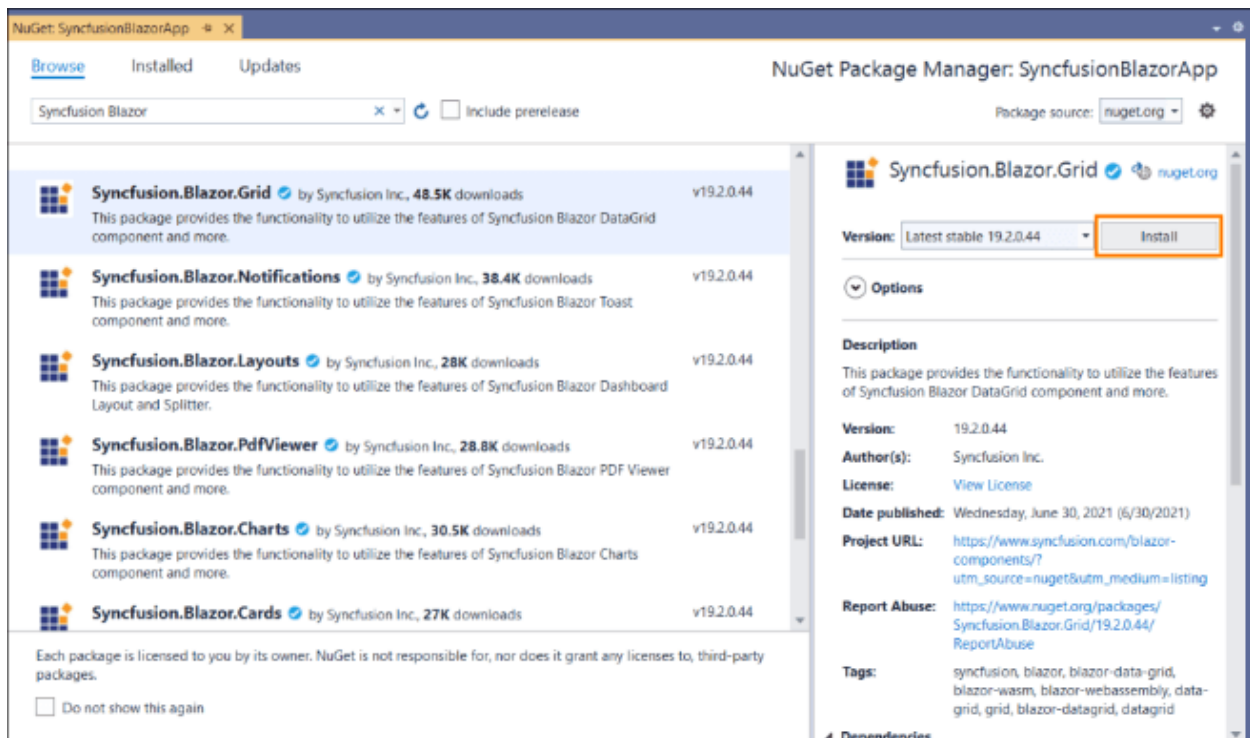 NuGet: SyncfusionBlazorApp
Browse Installed Updates
NuGet Package Manager: SyncfusionBlazorApp
Syncfusion Blazor
Include prerelease
Package source: nuget.org
Syncfusion.Blazor.Grid by Syncfusion Inc., 48.5K downloads v19.2.0.44
This package provides the functionality to utilize the features of Syncfusion Blazor DataGrid
component and more.
Syncfusion.Blazor.Notifications by Syncfusion Inc., 38.4K downloads v19.2.0.44
This package provides the functionality to utilize the features of Syncfusion Blazor Toast
component and more.
Syncfusion.Blazor.Layouts by Syncfusion Inc., 28K downloads v19.2.0.44
This package provides the functionality to utilize the features of Syncfusion Blazor Dashboard
Layout and Splitter.
Syncfusion.Blazor.PdfViewer by Syncfusion Inc., 28.8K downloads v19.2.0.44
This package provides the functionality to utilize the features of Syncfusion Blazor PDF Viewer
component and more.
Syncfusion.Blazor.Charts by Syncfusion Inc., 30.5K downloads v19.2.0.44
This package provides the functionality to utilize the features of Syncfusion Blazor Charts
component and more.
Syncfusion.Blazor.Cards by Syncfusion Inc., 27K downloads v19.2.0.44
Each package is licensed to you by its owner. NuGet is not responsible for, nor does it grant any licenses to, third-party
packages.
Do not show this again
Syncfusion.Blazor.Grid nuget.org
Version: Latest stable 19.2.0.44 Install
Options
Description
This package provides the functionality to utilize the features
of Syncfusion Blazor DataGrid component and more.
Version: 19.2.0.44
Author(s): Syncfusion Inc.
License: View License
Date published: Wednesday, June 30, 2021 (6/30/2021)
Project URL: https://www.syncfusion.com/blazor-
components/?
utm_source=nuget&utm_medium=listing
Report Abuse: https://www.nuget.org/packages/
Syncfusion.Blazor.Grid/19.2.0.44/
ReportAbuse
Tags: syncfusion, blazor, blazor-data-grid,
blazor-wasm, blazor-webassembly, data-
grid, grid, blazor-datagrid, datagrid
Dependencies